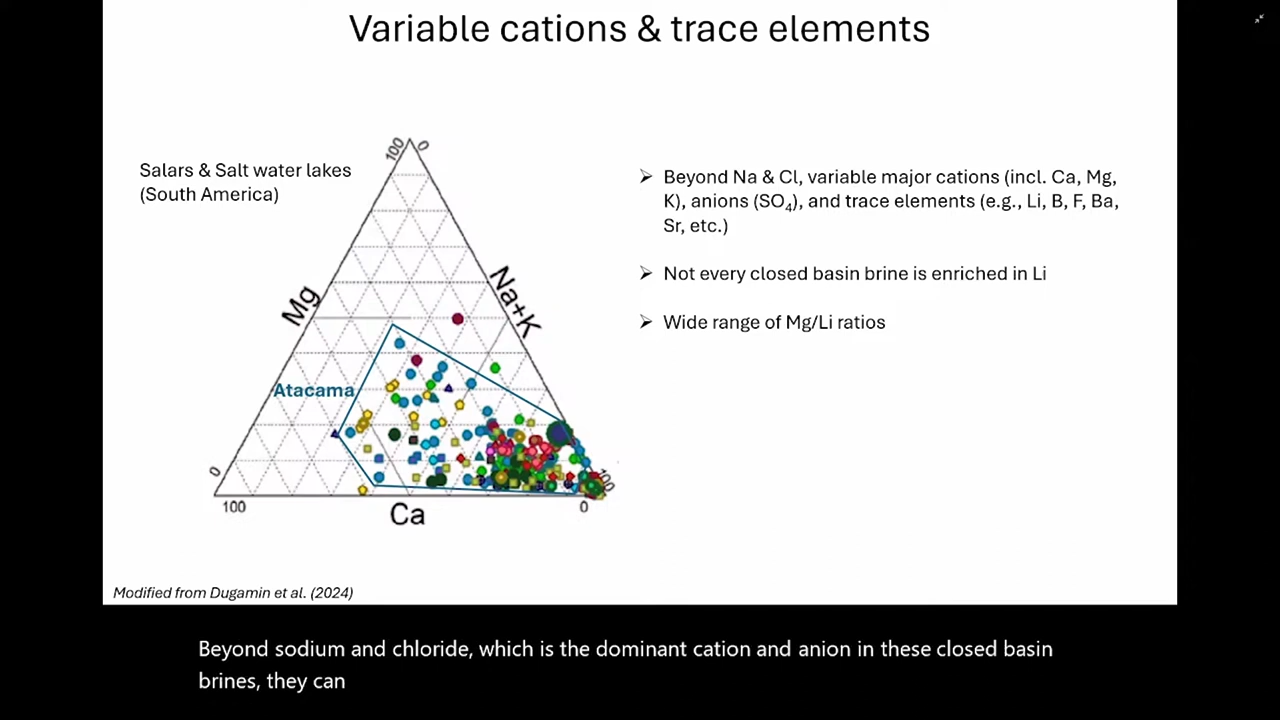 Variable cations & trace elements
Salars & Salt water lakes
(South America)
100
0
Mg
Na+K
Atacama
0
100
100
0
Ca
➢ Beyond Na & Cl, variable major cations (incl. Ca, Mg,
K), anions (SO₄), and trace elements (e.g., Li, B, F, Ba,
Sr, etc.)
➢ Not every closed basin brine is enriched in Li
➢ Wide range of Mg/Li ratios
Modified from Dugamin et al. (2024)
Beyond sodium and chloride, which is the dominant cation and anion in these closed basin
brines, they can